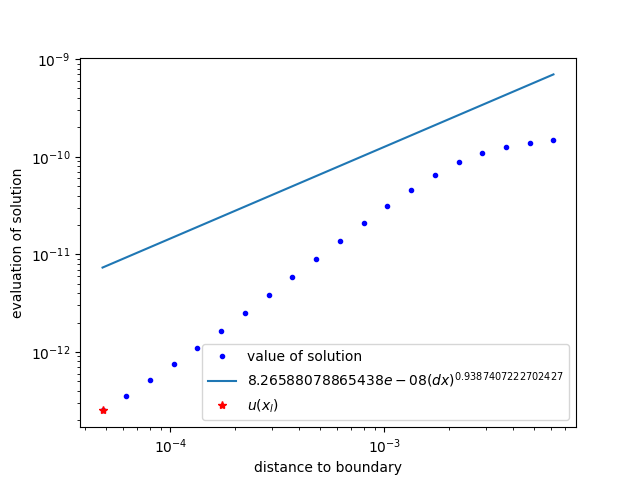 10⁻⁹
10⁻¹⁰
10⁻¹¹
10⁻¹²
evaluation of solution
value of solution
8.26588078865438e − 08(dx)^0.9387407222702427
u(x_l)
10⁻⁴
10⁻³
distance to boundary